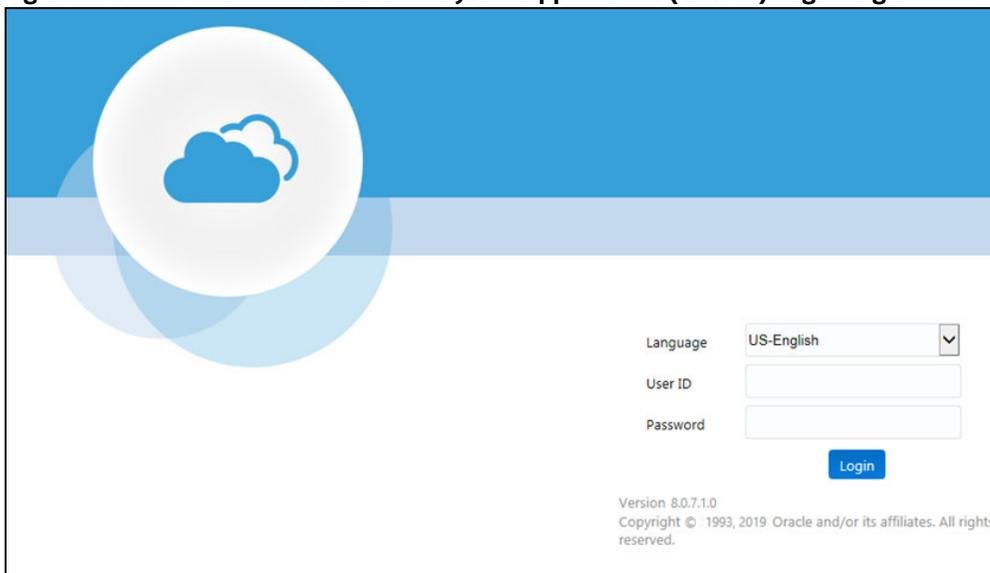 Language
US-English
User ID
Password
Login
Version 8.0.7.1.0
Copyright © 1993, 2019 Oracle and/or its affiliates. All rights
reserved.